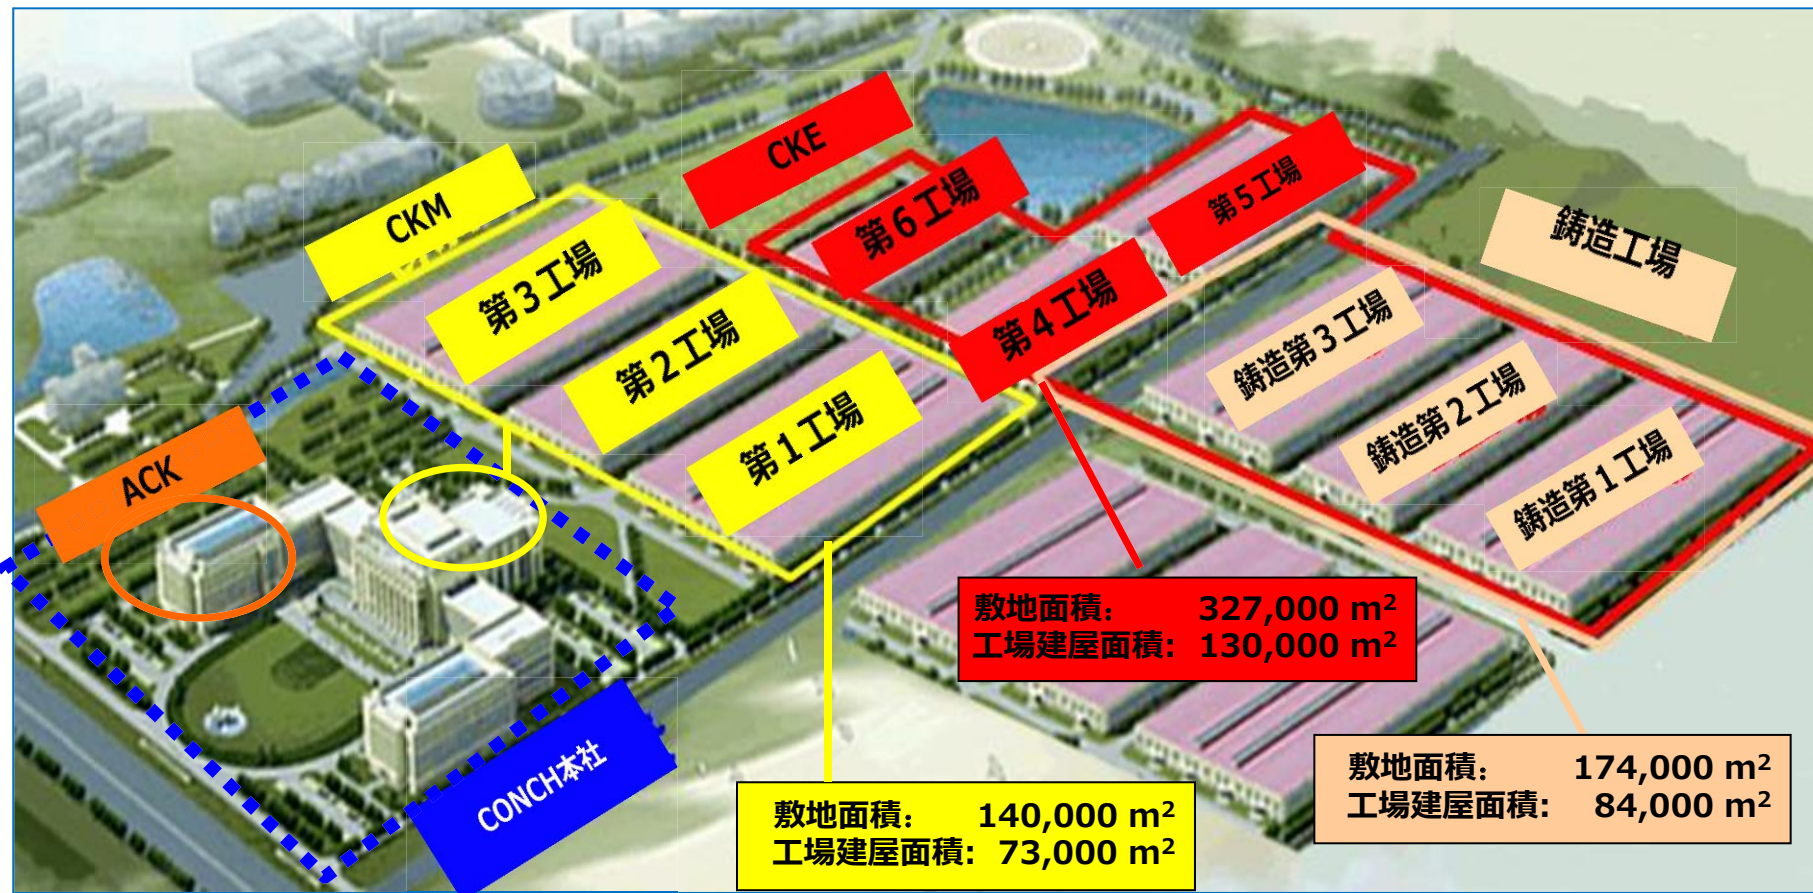 CKE
CKM
第6工場
第5工場
鋳造工場
第3工場
第4工場
鋳造第3工場
第2工場
鋳造第2工場
第1工場
鋳造第1工場
ACK
敷地面積: 327,000 m²
工場建屋面積: 130,000 m²
CONCH本社
敷地面積: 174,000 m²
工場建屋面積: 84,000 m²
敷地面積: 140,000 m²
工場建屋面積: 73,000 m²